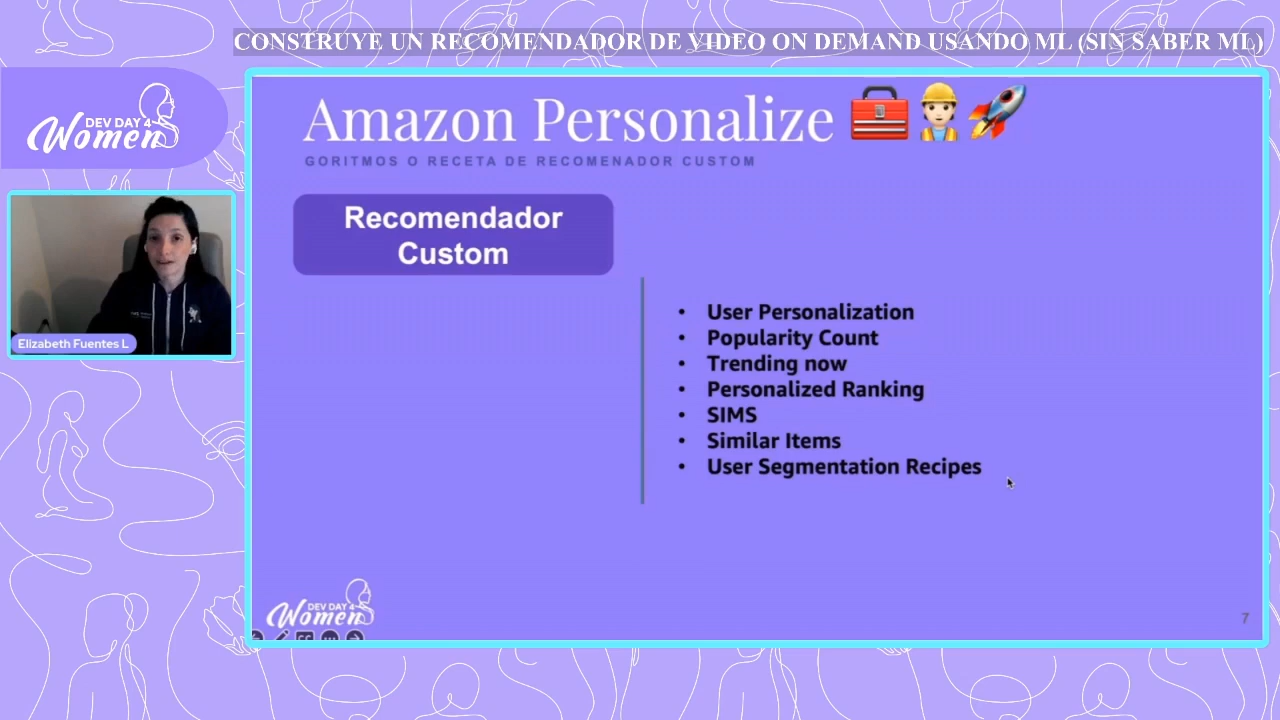 CONSTRUYE UN RECOMENDADOR DE VIDEO ON DEMAND USANDO ML (SIN SABER ML)
DEV DAY 4
Women
Elizabeth Fuentes L
Amazon Personalize
GORITMOS O RECETA DE RECOMENADOR CUSTOM
Recomendador
Custom
• User Personalization
• Popularity Count
• Trending now
• Personalized Ranking
• SIMS
• Similar Items
• User Segmentation Recipes
DEV DAY 4
Women
7